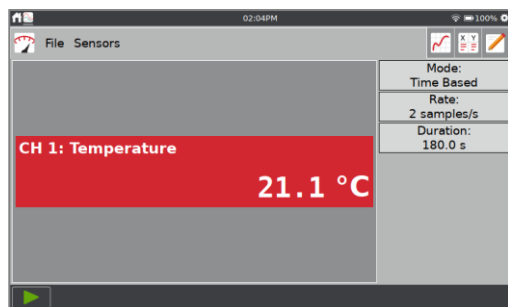 02:04PM
100%
File Sensors
X Y
Mode:
Time Based
Rate:
2 samples/s
Duration:
180.0 s
CH 1: Temperature
21.1 °C